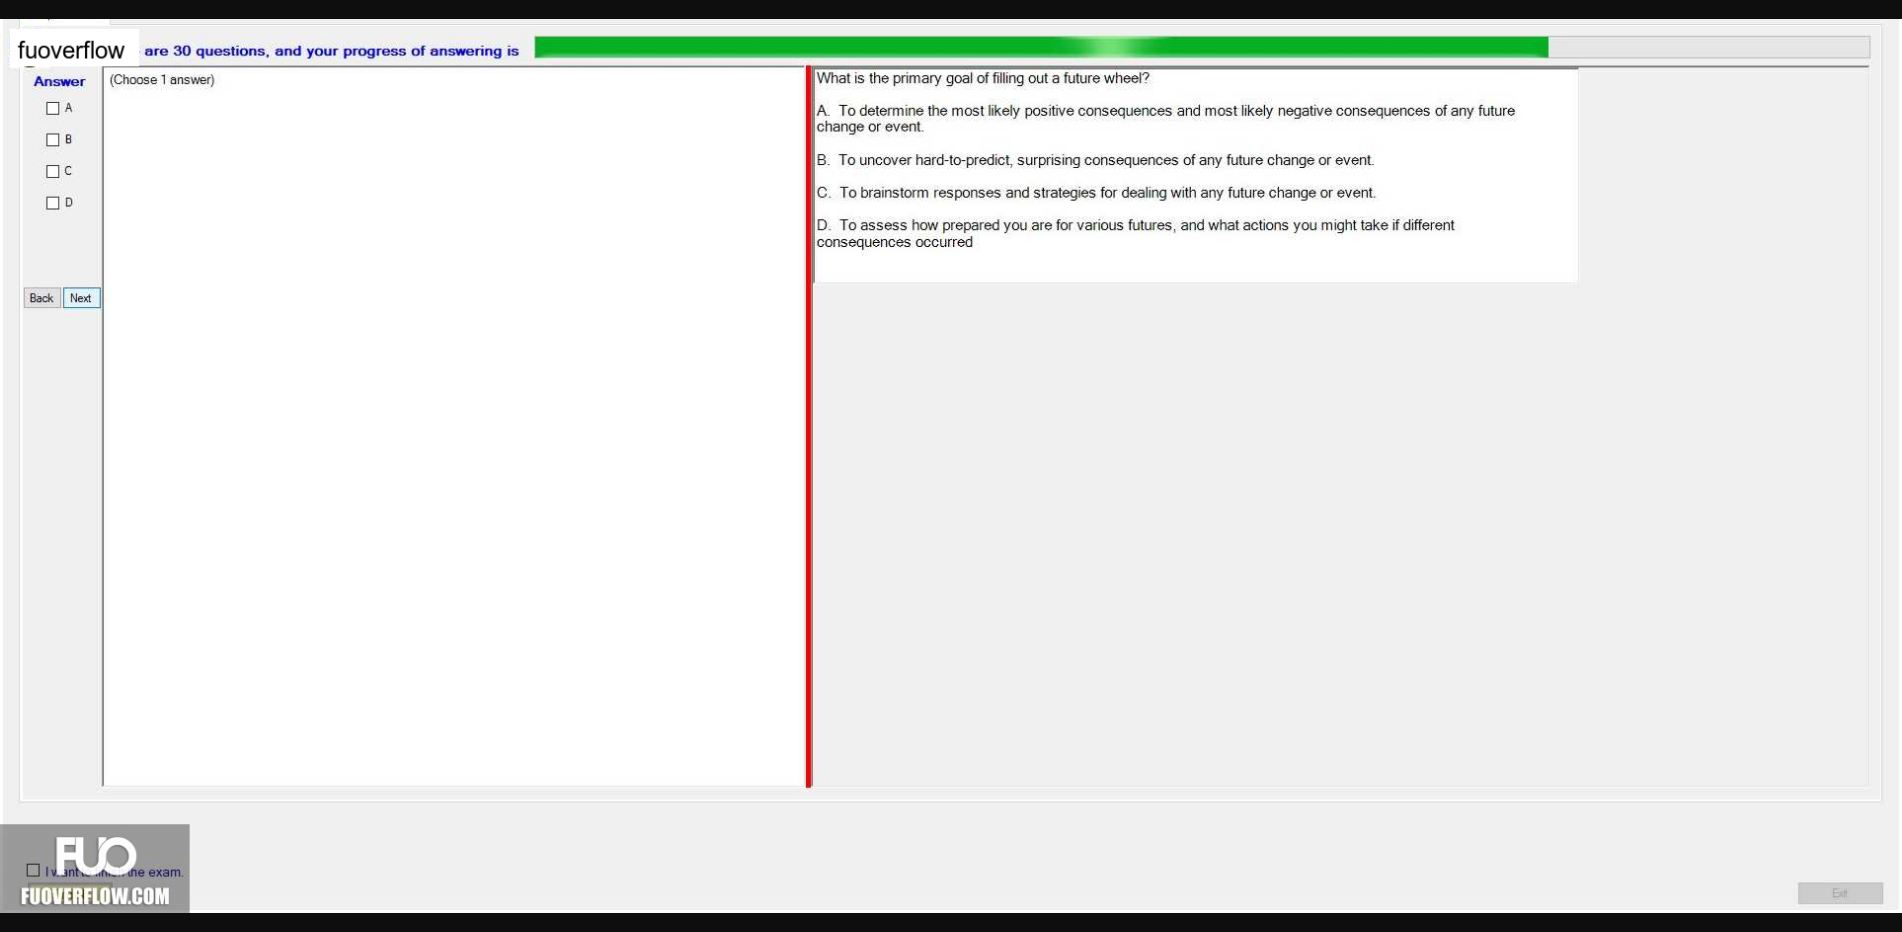 fuoverflow are 30 questions, and your progress of answering is
Answer
(Choose 1 answer)
A
B
C
D
Back Next
What is the primary goal of filling out a future wheel?
A. To determine the most likely positive consequences and most likely negative consequences of any future
change or event.
B. To uncover hard-to-predict, surprising consequences of any future change or event.
C. To brainstorm responses and strategies for dealing with any future change or event.
D. To assess how prepared you are for various futures, and what actions you might take if different
consequences occurred
FUO
I want to finish the exam.
FUOVERFLOW.COM
Exit